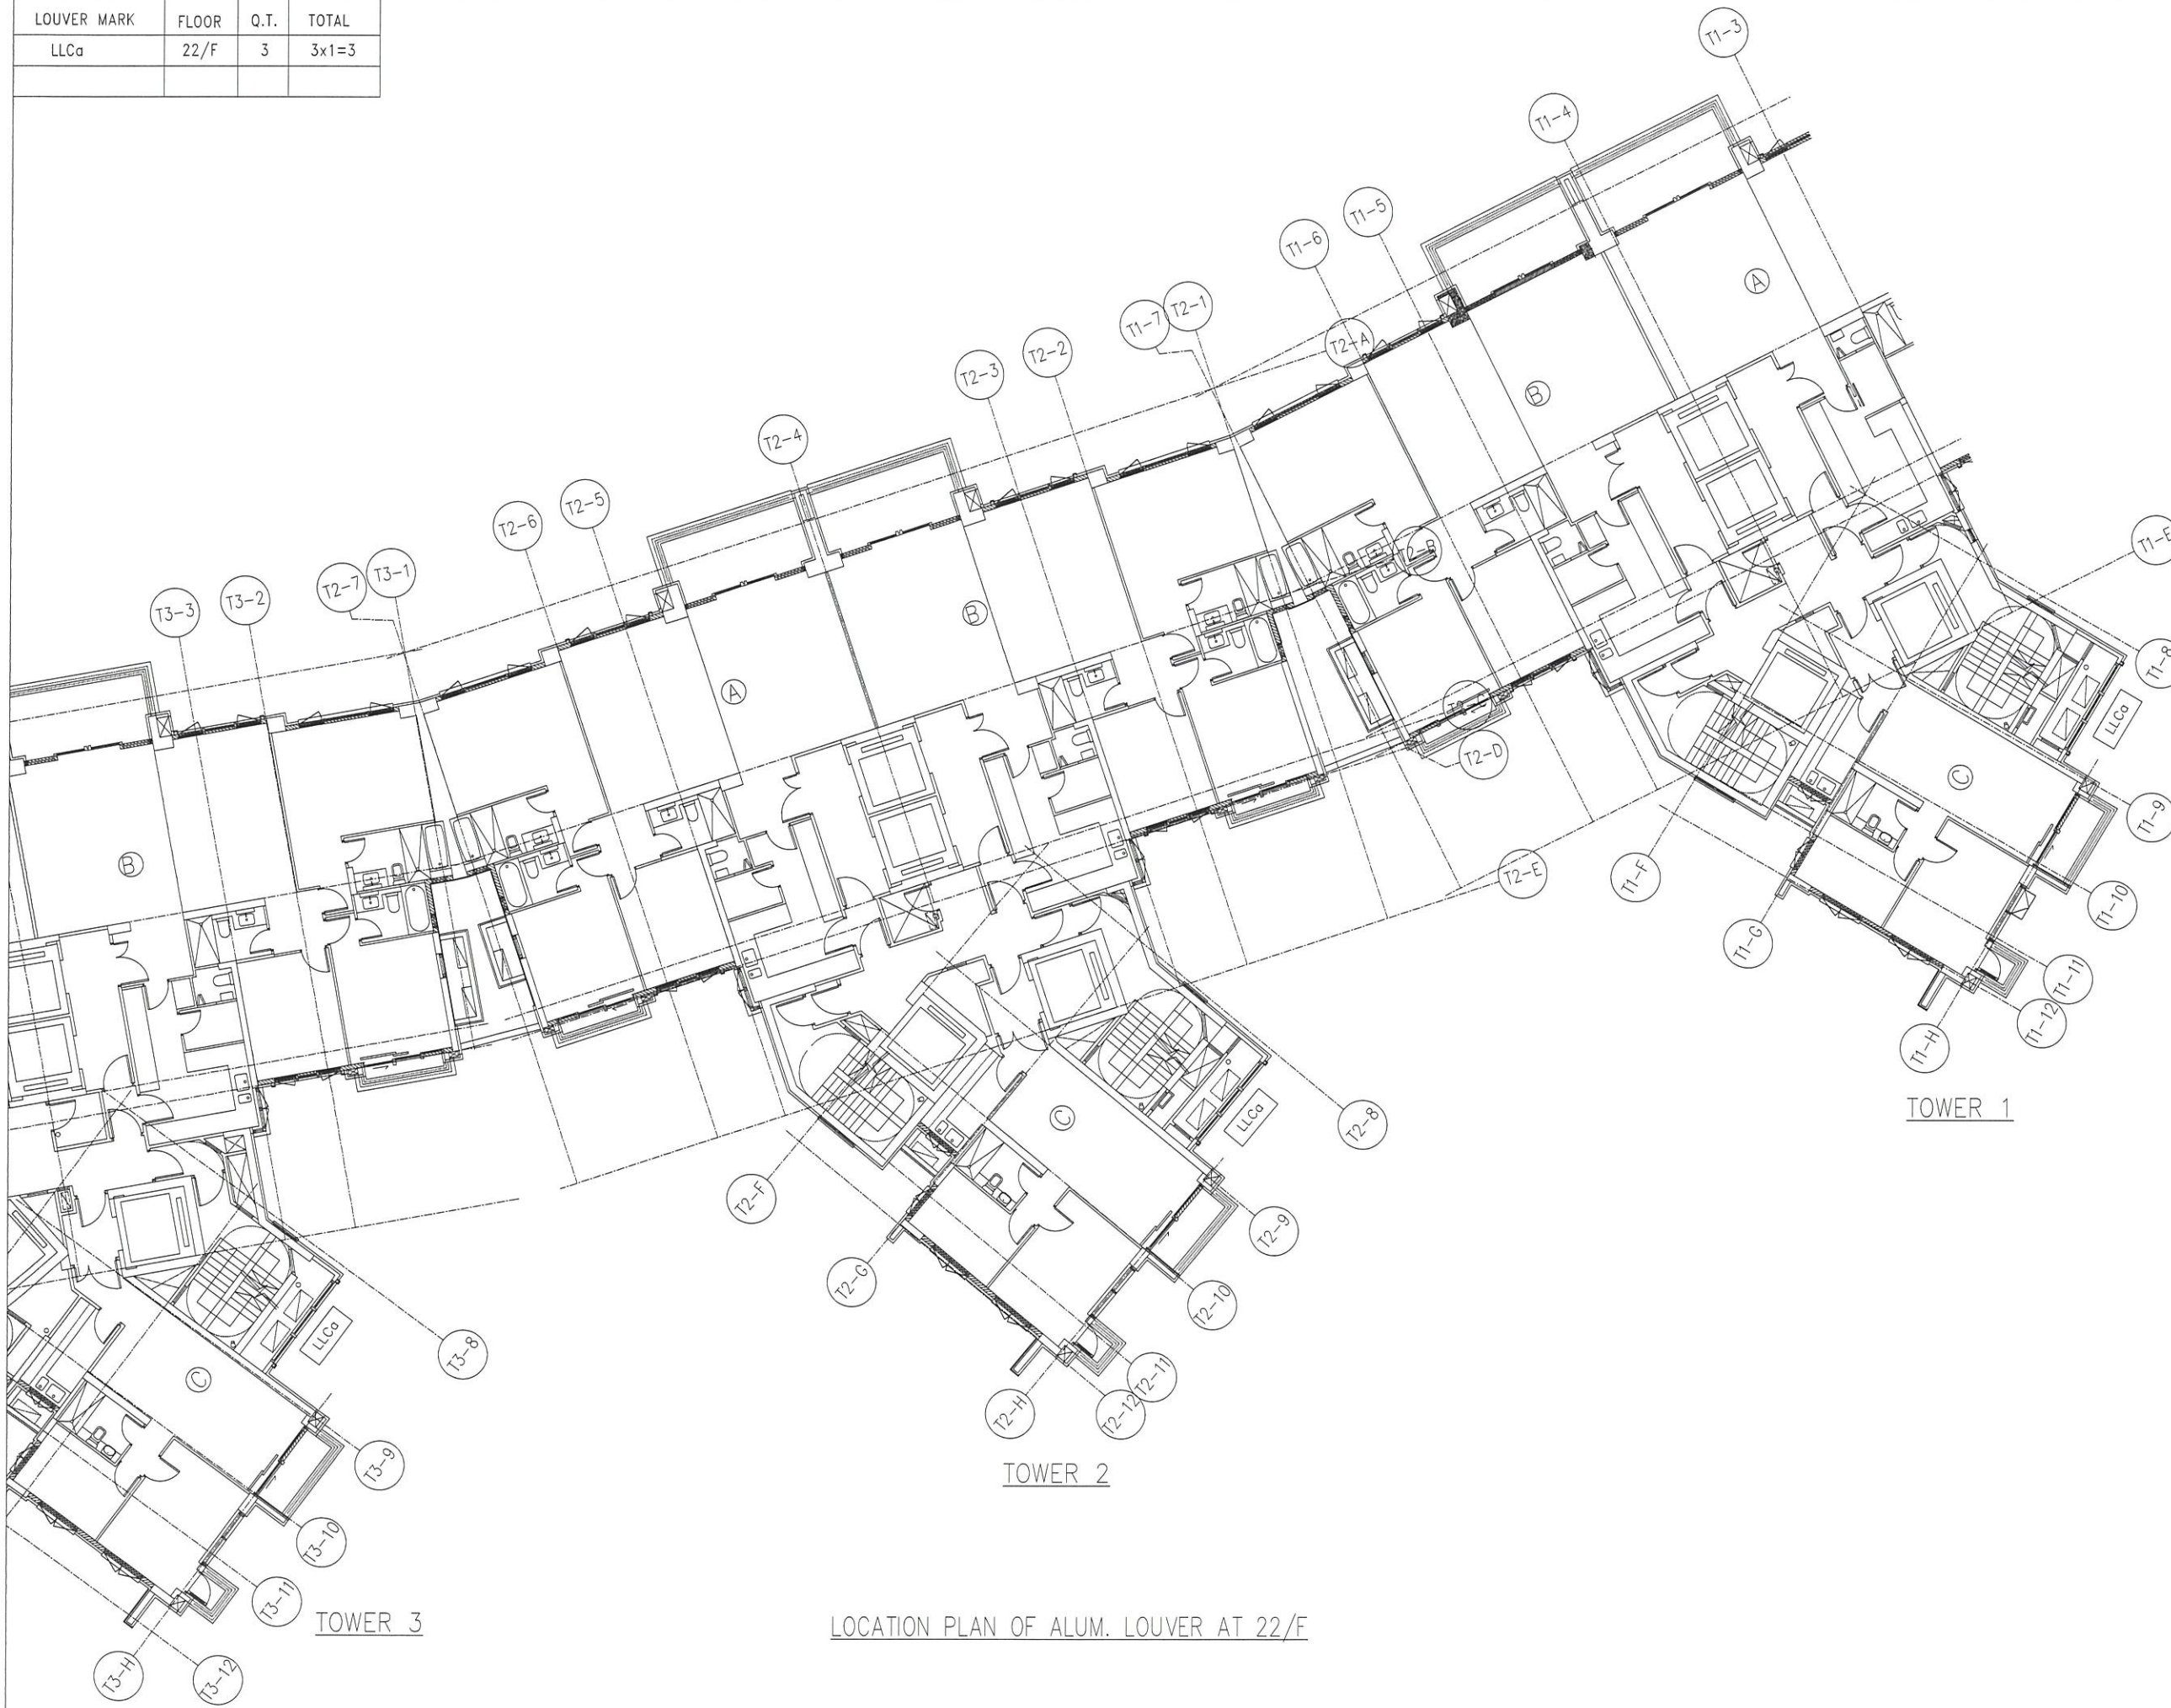 LOUVER MARK FLOOR Q.T. TOTAL
LLCa 22/F 3 3x1=3
T1-3
T1-4
T1-5
T1-6
T2-1
T1-7
T2-A
T2-2
T2-3
T2-4
T2-5
T2-6
T3-1
T2-7
T3-2
T3-3
A
B
B
A
B
T1-E
T1-8
LLCa
T2-D
C
T1-9
T2-E
T1-F
T1-10
T1-G
T1-11
T1-12
T1-H
TOWER 1
C
LLCa
T2-8
T2-F
T2-9
T2-G
T2-10
T2-11
T2-12
T2-H
TOWER 2
LLCa
T3-8
C
T3-9
T3-10
T3-11
TOWER 3
T3-H
T3-12
LOCATION PLAN OF ALUM. LOUVER AT 22/F